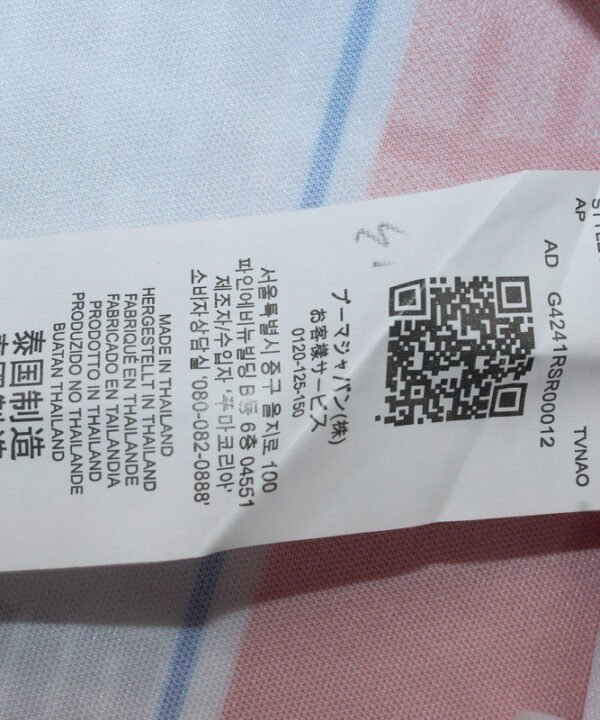 AP
AD G4241RSR00012
TVNAO
プーマジャパン(株)
お客様サービス
0120-125-150
서울특별시 중구 을지로 100
파인에비뉴빌딩 B동 6층 04551
제조자/수입자 '푸마코리아'
소비자상담실 '080-082-0888'
MADE IN THAILAND
HERGESTELLT IN THAILAND
FABRIQUÉ EN THAILANDE
FABRICADO EN TAILANDIA
PRODOTTO IN THAILANDIA
PRODUZIDO NO THAILANDE
BUATAN THAILAND
泰国制造